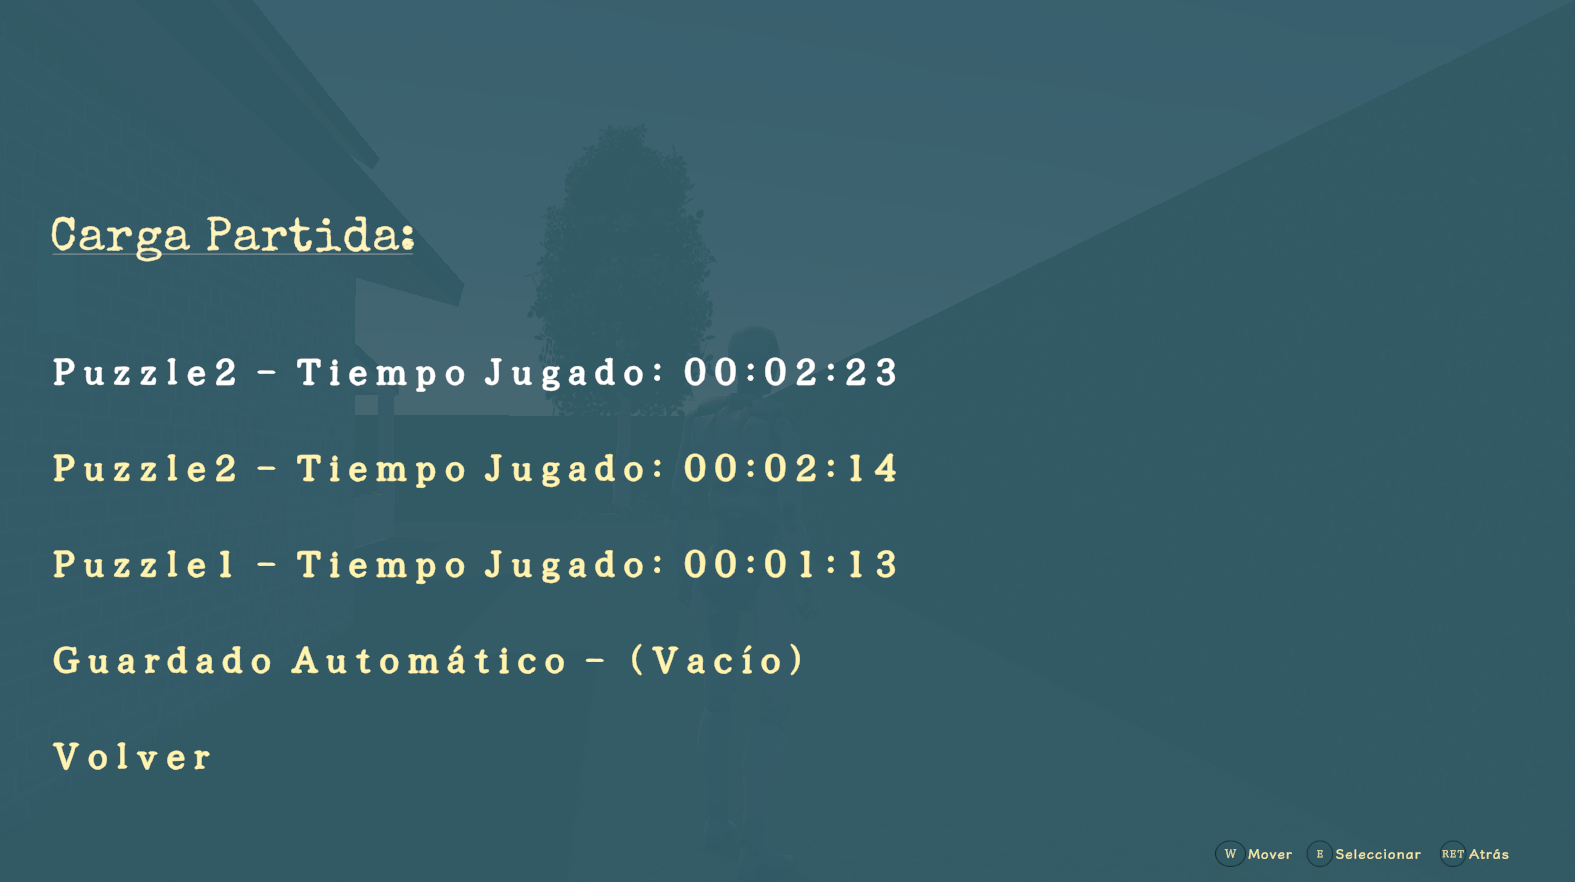 Carga Partida:
Puzzle2 - Tiempo Jugado: 00:02:23
Puzzle2 - Tiempo Jugado: 00:02:14
Puzzle1 - Tiempo Jugado: 00:01:13
Guardado Automático - (Vacío)
Volver
W Mover E Seleccionar RET Atrás